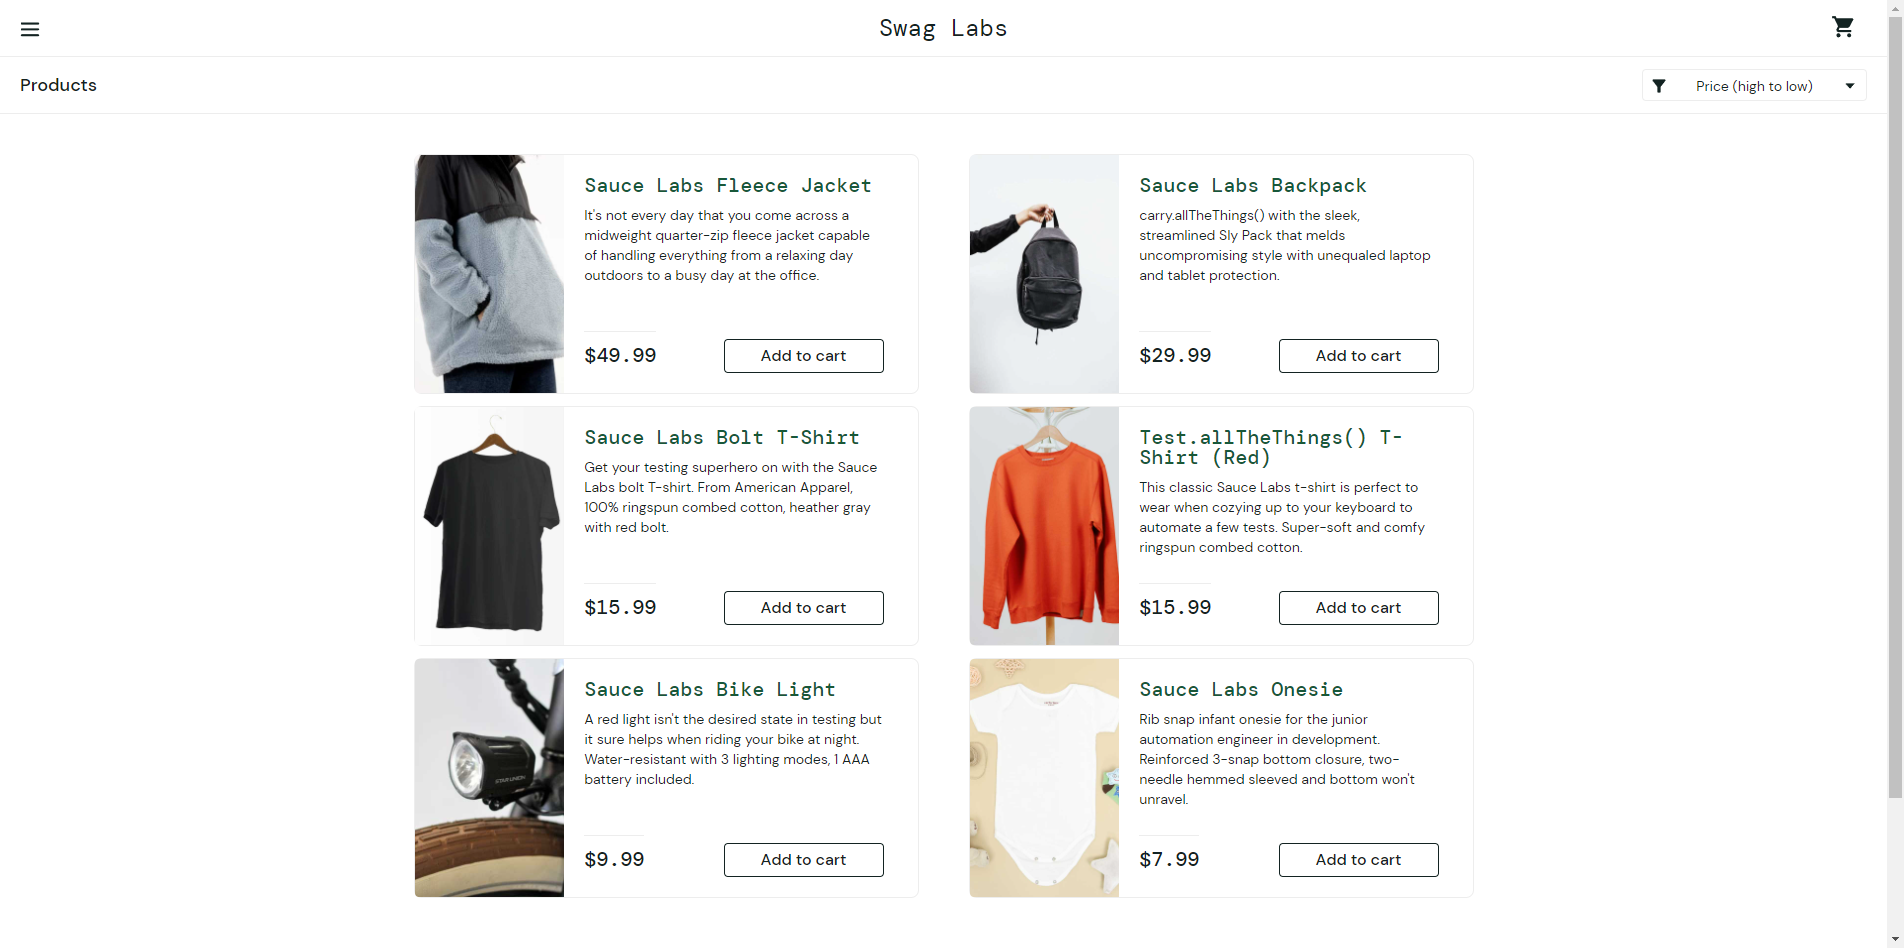 Swag Labs
Products
Price (high to low)
Sauce Labs Fleece Jacket
It's not every day that you come across a
midweight quarter-zip fleece jacket capable
of handling everything from a relaxing day
outdoors to a busy day at the office.
$49.99
Add to cart
Sauce Labs Backpack
carry.allTheThings() with the sleek,
streamlined Sly Pack that melds
uncompromising style with unequaled laptop
and tablet protection.
$29.99
Add to cart
Sauce Labs Bolt T-Shirt
Get your testing superhero on with the Sauce
Labs bolt T-shirt. From American Apparel,
100% ringspun combed cotton, heather gray
with red bolt.
$15.99
Add to cart
Test.allTheThings() T-
Shirt (Red)
This classic Sauce Labs t-shirt is perfect to
wear when cozying up to your keyboard to
automate a few tests. Super-soft and comfy
ringspun combed cotton.
$15.99
Add to cart
STAR UNION
Sauce Labs Bike Light
A red light isn't the desired state in testing but
it sure helps when riding your bike at night.
Water-resistant with 3 lighting modes, 1 AAA
battery included.
$9.99
Add to cart
Sauce Labs Onesie
Rib snap infant onesie for the junior
automation engineer in development.
Reinforced 3-snap bottom closure, two-
needle hemmed sleeved and bottom won't
unravel.
$7.99
Add to cart